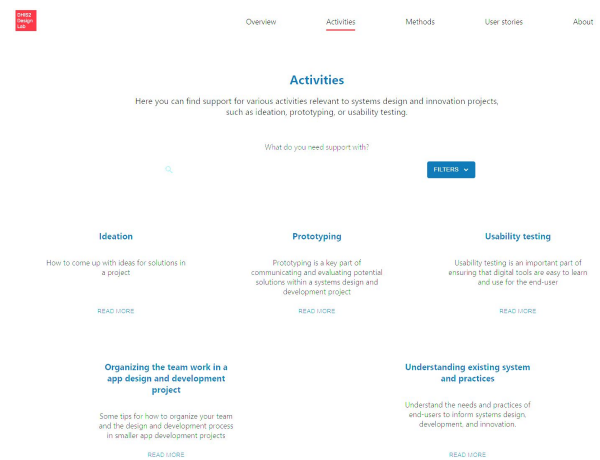 DHIS2
Design
Lab
Overview
Activities
Methods
User stories
About
Activities
Here you can find support for various activities relevant to systems design and innovation projects,
such as ideation, prototyping, or usability testing.
What do you need support with?
FILTERS
Ideation
How to come up with ideas for solutions in
a project
READ MORE
Prototyping
Prototyping is a key part of
communicating and evaluating potential
solutions within a systems design and
development project
READ MORE
Usability testing
Usability testing is an important part of
ensuring that digital tools are easy to learn
and use for the end-user
READ MORE
Organizing the team work in a
app design and development
project
Some tips for how to organize your team
and the design and development process
in smaller app development projects
READ MORE
Understanding existing system
and practices
Understand the needs and practices of
end-users to inform systems design,
development, and innovation.
READ MORE